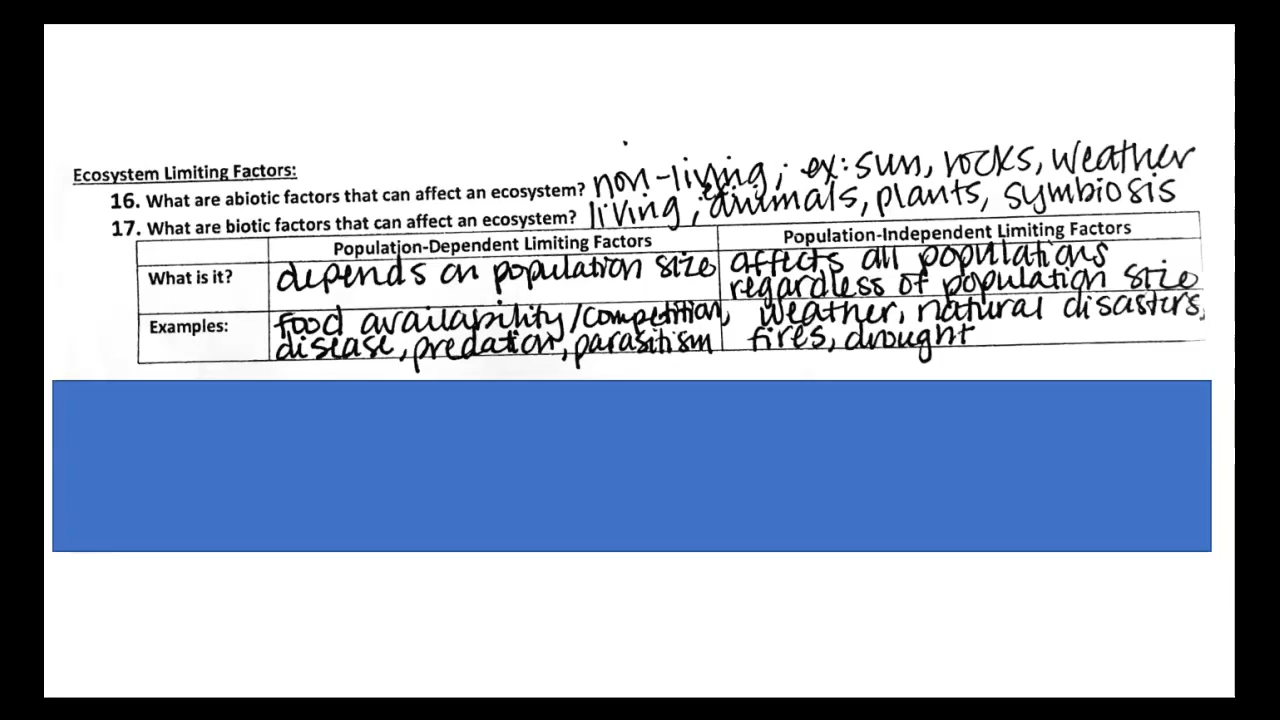 Ecosystem Limiting Factors:
16. What are abiotic factors that can affect an ecosystem? non-living; ex: sun, rocks, weather
17. What are biotic factors that can affect an ecosystem? living; animals, plants, symbiosis
Population-Dependent Limiting Factors Population-Independent Limiting Factors
What is it? depends on population size affects all populations
regardless of population size
Examples: food availability/competition, weather, natural disasters,
disease, predation, parasitism fires, drought